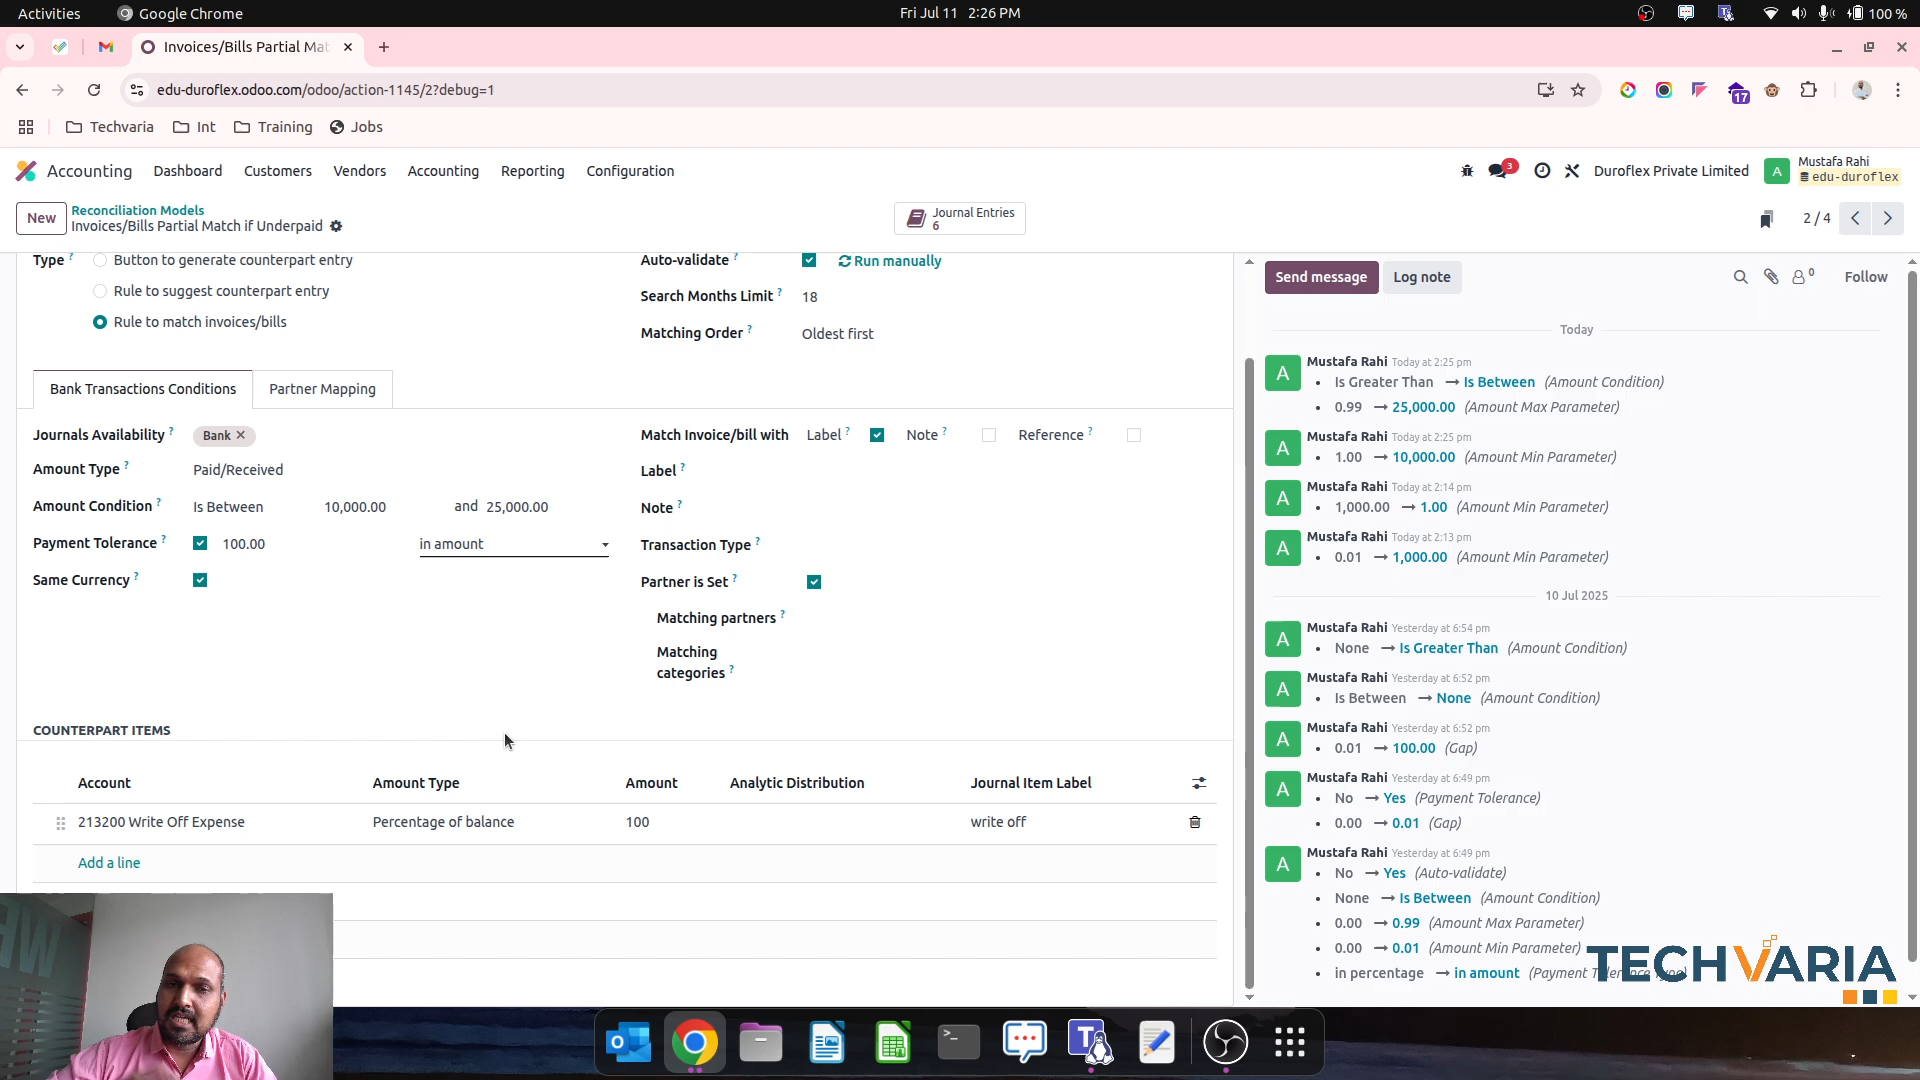 Activities
Google Chrome
Fri Jul 11 2:26 PM
100 %
Invoices/Bills Partial Mat
edu-duroflex.odoo.com/odoo/action-1145/2?debug=1
17
Techvaria
Int
Training
Jobs
Accounting
Dashboard
Customers
Vendors
Accounting
Reporting
Configuration
3
Duroflex Private Limited
A
Mustafa Rahi
edu-duroflex
New
Reconciliation Models
Invoices/Bills Partial Match if Underpaid
Journal Entries
6
2 / 4
Type ?
Button to generate counterpart entry
Rule to suggest counterpart entry
Rule to match invoices/bills
Auto-validate ?
Run manually
Search Months Limit ?
18
Matching Order ?
Oldest first
Bank Transactions Conditions
Partner Mapping
Journals Availability ?
Bank
Amount Type ?
Paid/Received
Amount Condition ?
Is Between
10,000.00
and 25,000.00
Payment Tolerance ?
100.00
in amount
Same Currency ?
Match Invoice/bill with
Label ?
Note ?
Reference ?
Label ?
Note ?
Transaction Type ?
Partner is Set ?
Matching partners ?
Matching
categories ?
COUNTERPART ITEMS
Account
Amount Type
Amount
Analytic Distribution
Journal Item Label
213200 Write Off Expense
Percentage of balance
100
write off
Add a line
Send message
Log note
0
Follow
Today
A
Mustafa Rahi Today at 2:25 pm
Is Greater Than → Is Between (Amount Condition)
0.99 → 25,000.00 (Amount Max Parameter)
A
Mustafa Rahi Today at 2:25 pm
1.00 → 10,000.00 (Amount Min Parameter)
A
Mustafa Rahi Today at 2:14 pm
1,000.00 → 1.00 (Amount Min Parameter)
A
Mustafa Rahi Today at 2:13 pm
0.01 → 1,000.00 (Amount Min Parameter)
10 Jul 2025
A
Mustafa Rahi Yesterday at 6:54 pm
None → Is Greater Than (Amount Condition)
A
Mustafa Rahi Yesterday at 6:52 pm
Is Between → None (Amount Condition)
A
Mustafa Rahi Yesterday at 6:52 pm
0.01 → 100.00 (Gap)
A
Mustafa Rahi Yesterday at 6:49 pm
No → Yes (Payment Tolerance)
0.00 → 0.01 (Gap)
A
Mustafa Rahi Yesterday at 6:49 pm
No → Yes (Auto-validate)
None → Is Between (Amount Condition)
0.00 → 0.99 (Amount Max Parameter)
0.00 → 0.01 (Amount Min Parameter)
in percentage → in amount (Payment Tolerance Type)
TECHVARIA